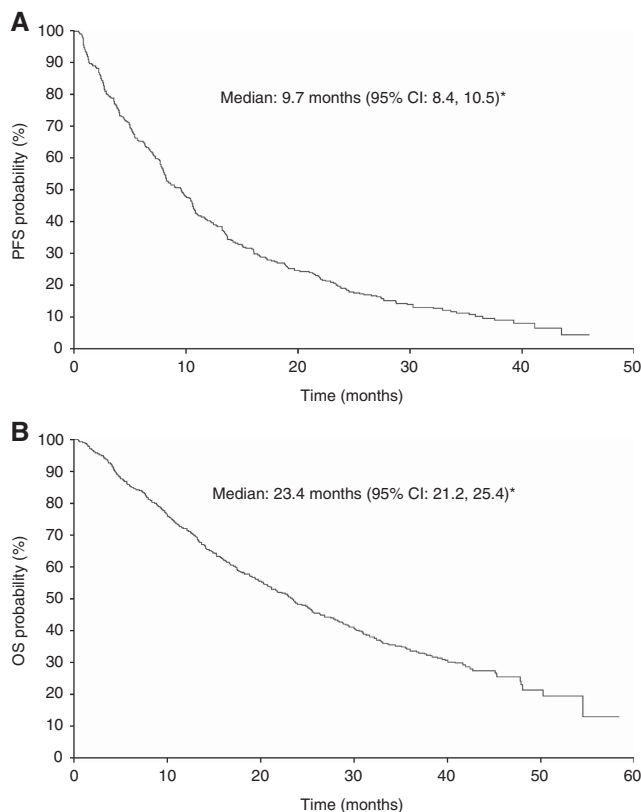 A
100
90
80
70
60
50
40
30
20
10
0
PFS probability (%)
Median: 9.7 months (95% CI: 8.4, 10.5)*
0 10 20 30 40 50
Time (months)
B
100
90
80
70
60
50
40
30
20
10
0
OS probability (%)
Median: 23.4 months (95% CI: 21.2, 25.4)*
0 10 20 30 40 50 60
Time (months)